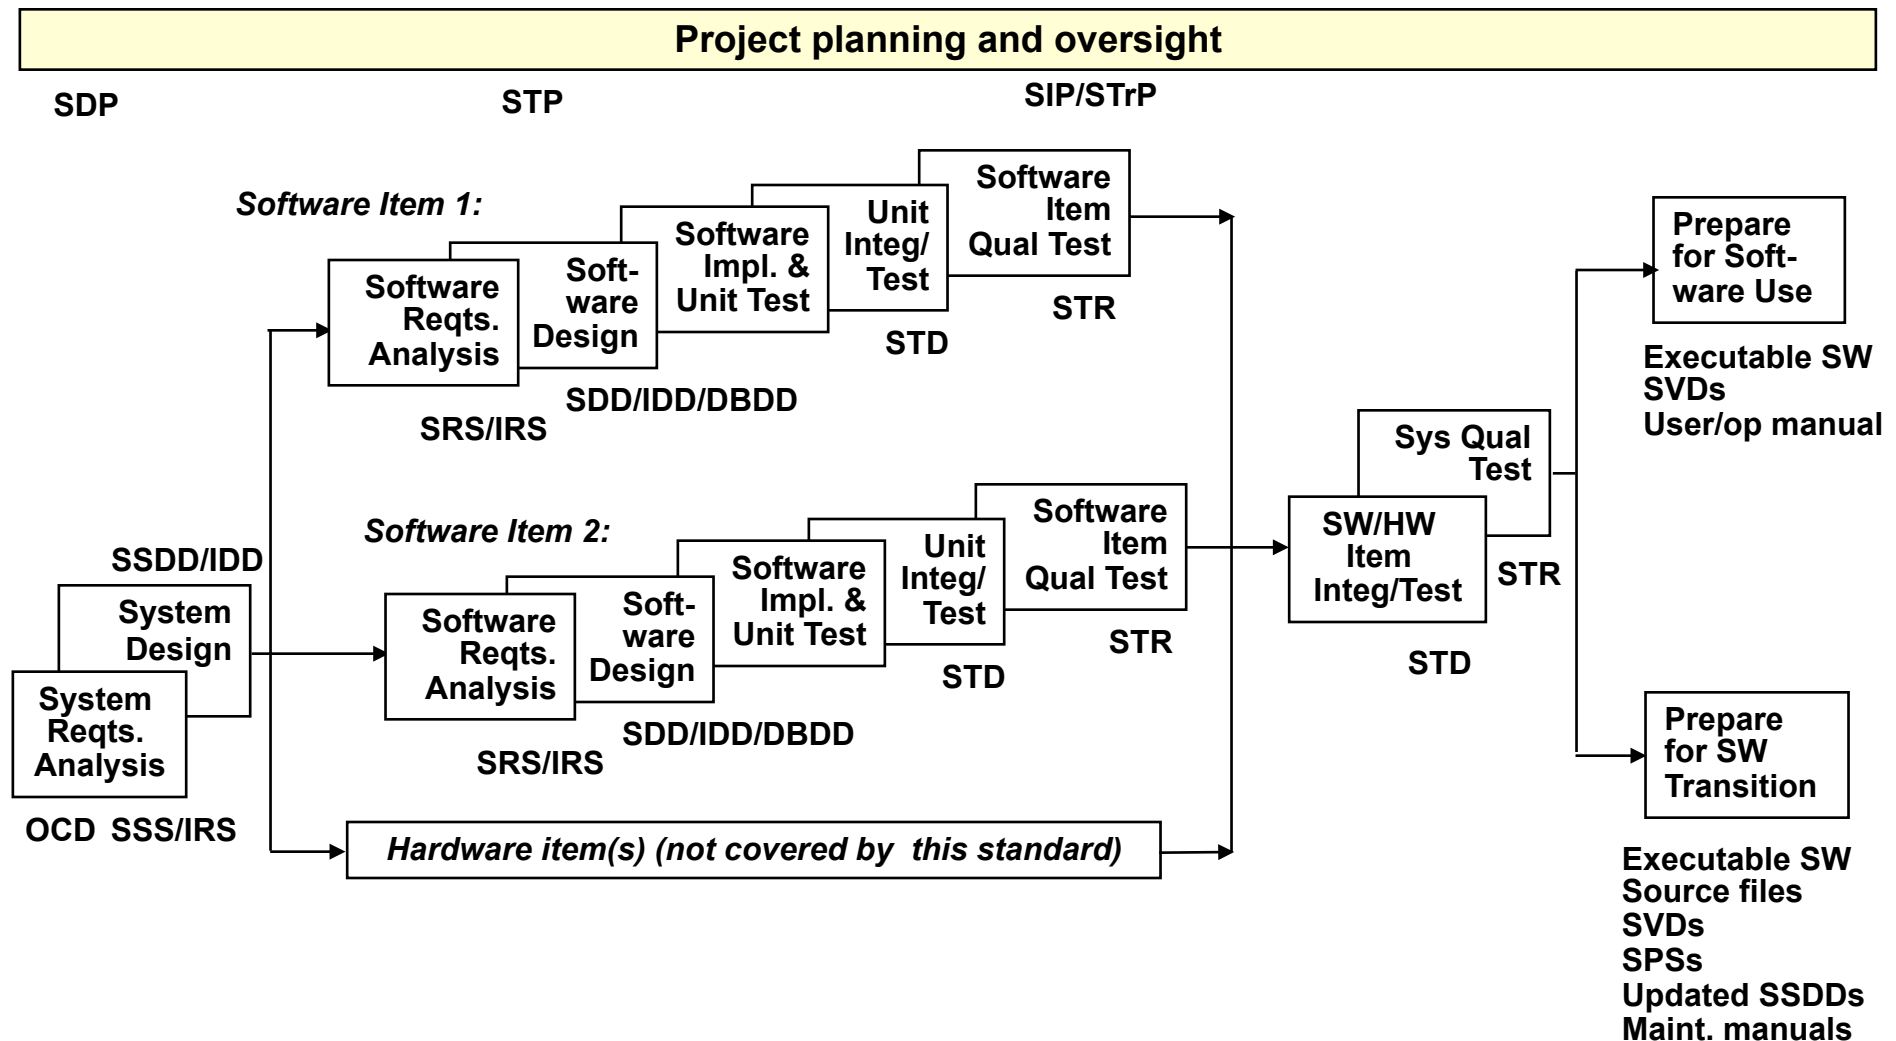 Project planning and oversight
SDP
STP
SIP/STrP
Software Item 1:
Software
Reqts.
Analysis
Soft-
ware
Design
Software
Impl. &
Unit Test
Unit
Integ/
Test
Software
Item
Qual Test
STR
STD
SDD/IDD/DBDD
SRS/IRS
Software Item 2:
Software
Reqts.
Analysis
Soft-
ware
Design
Software
Impl. &
Unit Test
Unit
Integ/
Test
Software
Item
Qual Test
STR
STD
SDD/IDD/DBDD
SRS/IRS
SSDD/IDD
System
Design
System
Reqts.
Analysis
OCD SSS/IRS
Hardware item(s) (not covered by this standard)
Sys Qual
Test
SW/HW
Item
Integ/Test
STR
STD
Prepare
for Soft-
ware Use
Executable SW
SVDs
User/op manual
Prepare
for SW
Transition
Executable SW
Source files
SVDs
SPSs
Updated SSDDs
Maint. manuals